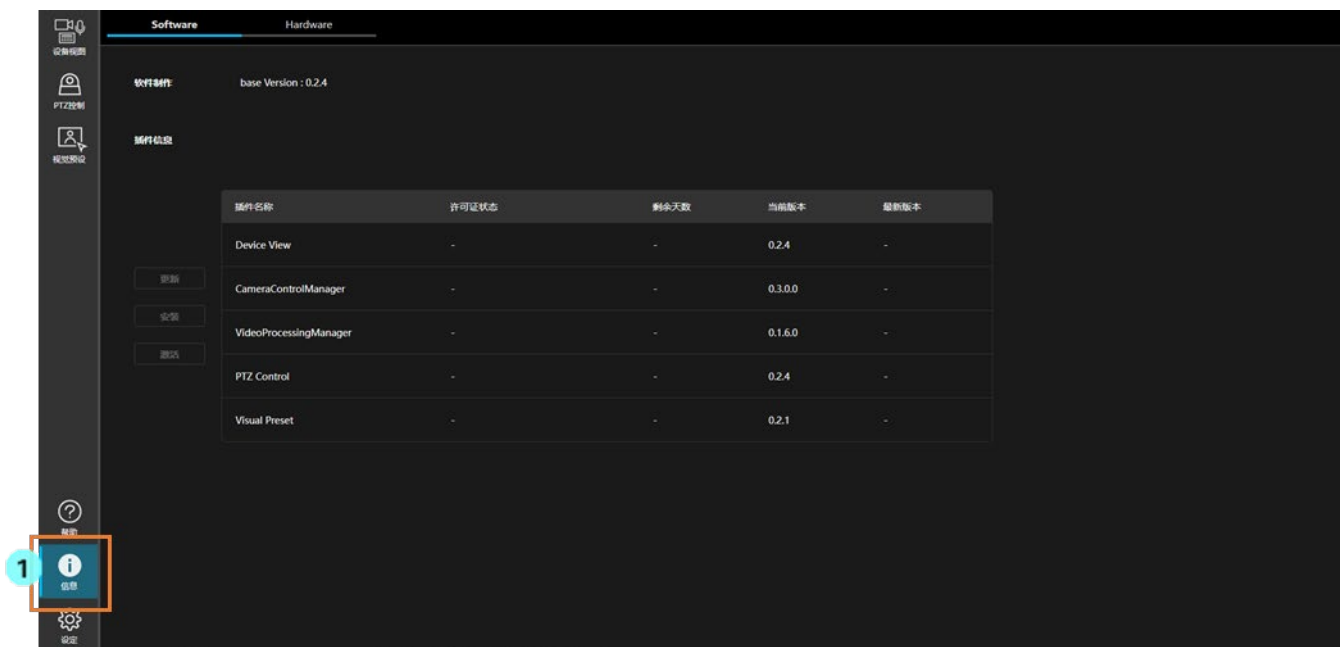 Software Hardware
设备视图
PTZ控制
视觉预设
软件制作: base Version : 0.2.4
插件信息
插件名称 许可证状态 剩余天数 当前版本 最新版本
Device View - - 0.2.4 -
CameraControlManager - - 0.3.0.0 -
VideoProcessingManager - - 0.1.6.0 -
PTZ Control - - 0.2.4 -
Visual Preset - - 0.2.1 -
更新
安装
激活
帮助
1
信息
设定